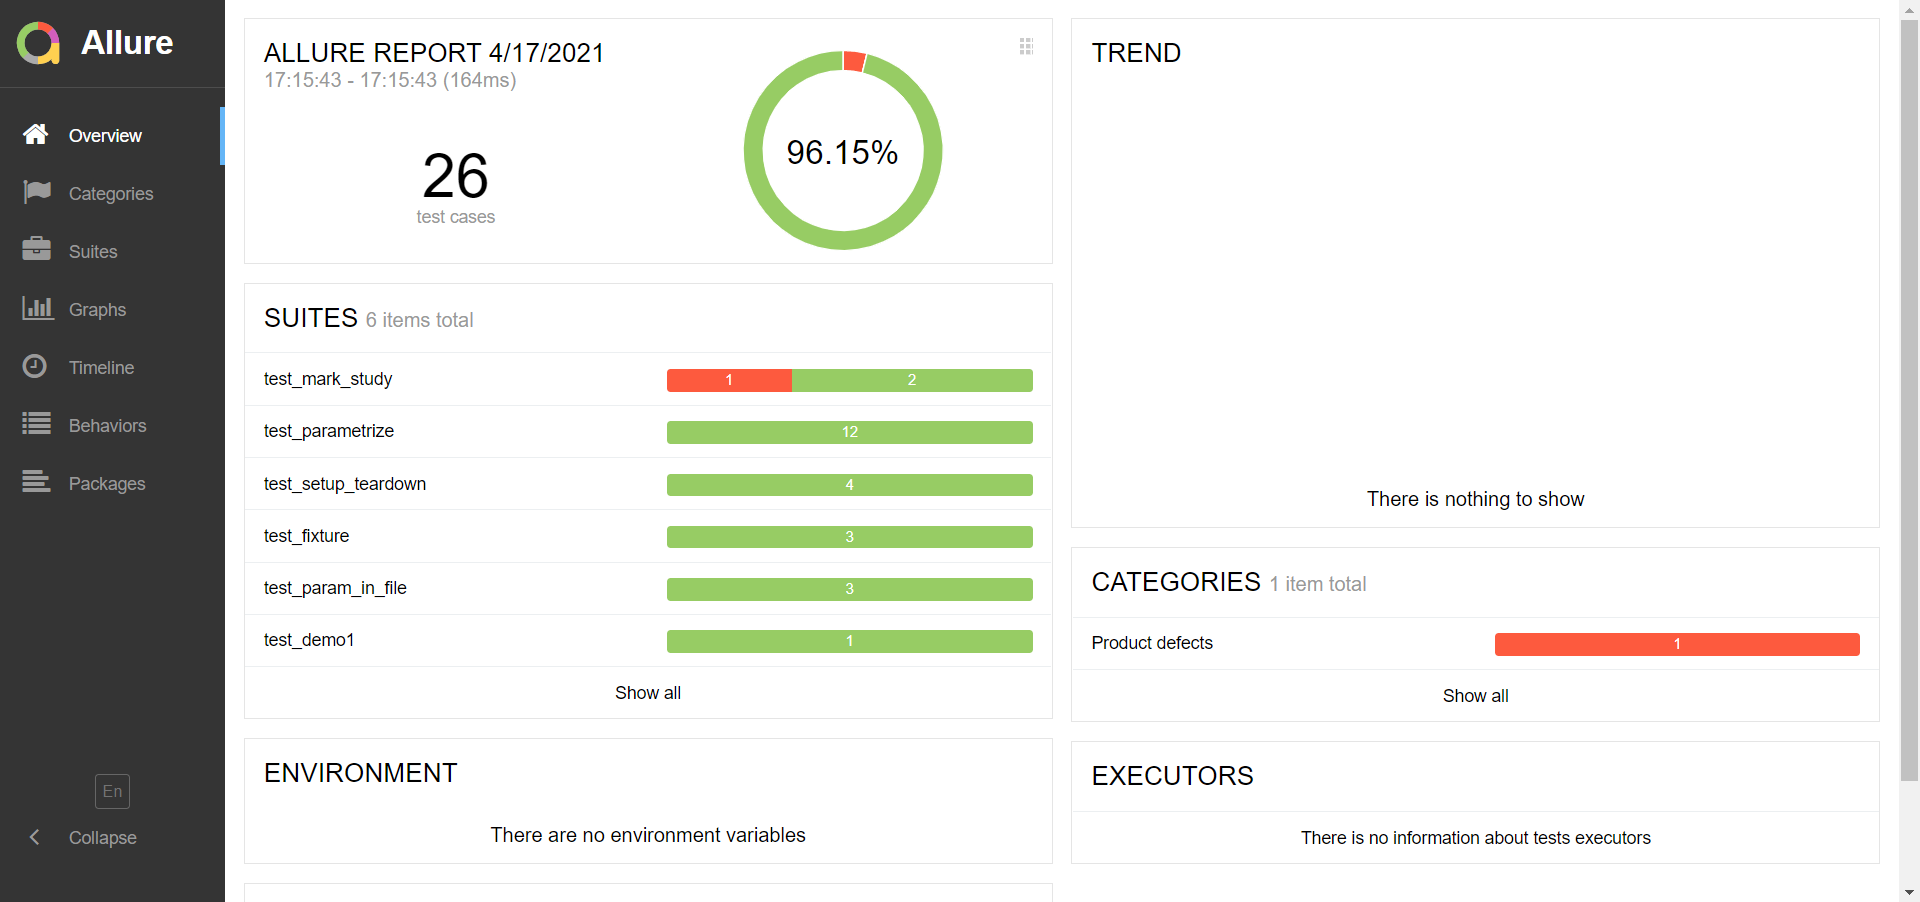 Allure
Overview
Categories
Suites
Graphs
Timeline
Behaviors
Packages
En
Collapse
ALLURE REPORT 4/17/2021
17:15:43 - 17:15:43 (164ms)
26
test cases
96.15%
SUITES 6 items total
test_mark_study 1 2
test_parametrize 12
test_setup_teardown 4
test_fixture 3
test_param_in_file 3
test_demo1 1
Show all
ENVIRONMENT
There are no environment variables
TREND
There is nothing to show
CATEGORIES 1 item total
Product defects 1
Show all
EXECUTORS
There is no information about tests executors